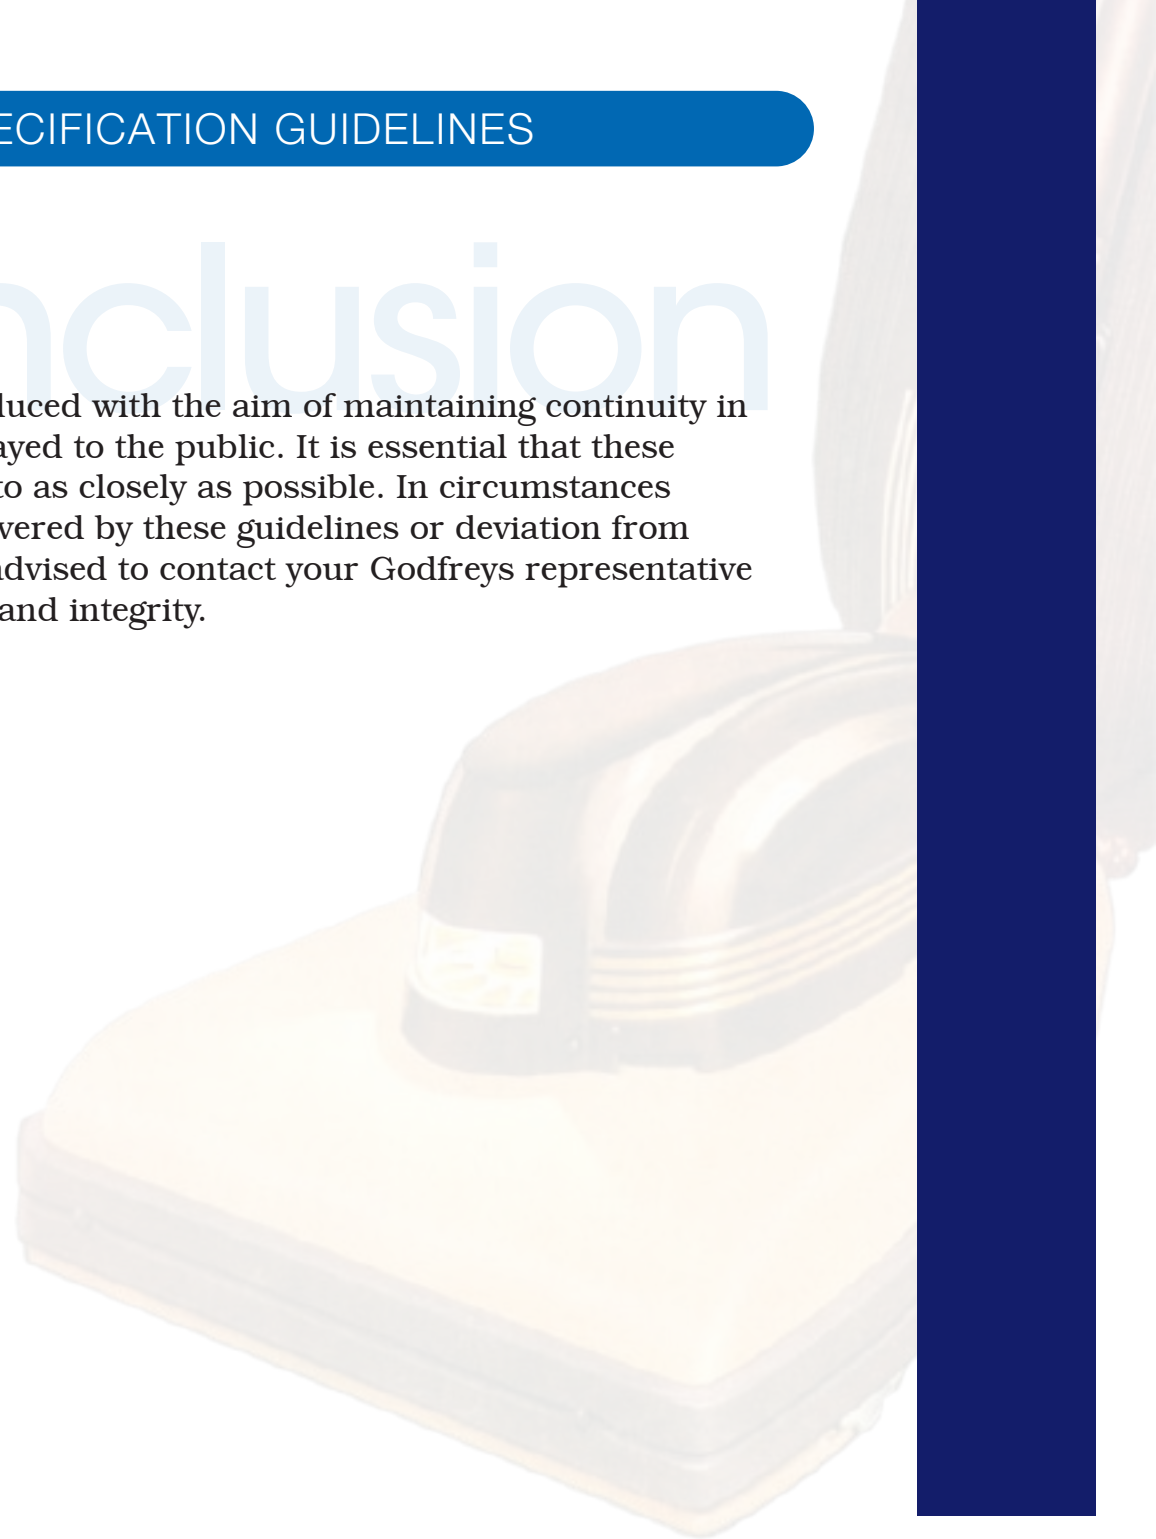 ECIFICATION GUIDELINES
nclusion
luced with the aim of maintaining continuity in
ayed to the public. It is essential that these
to as closely as possible. In circumstances
vered by these guidelines or deviation from
advised to contact your Godfreys representative
and integrity.